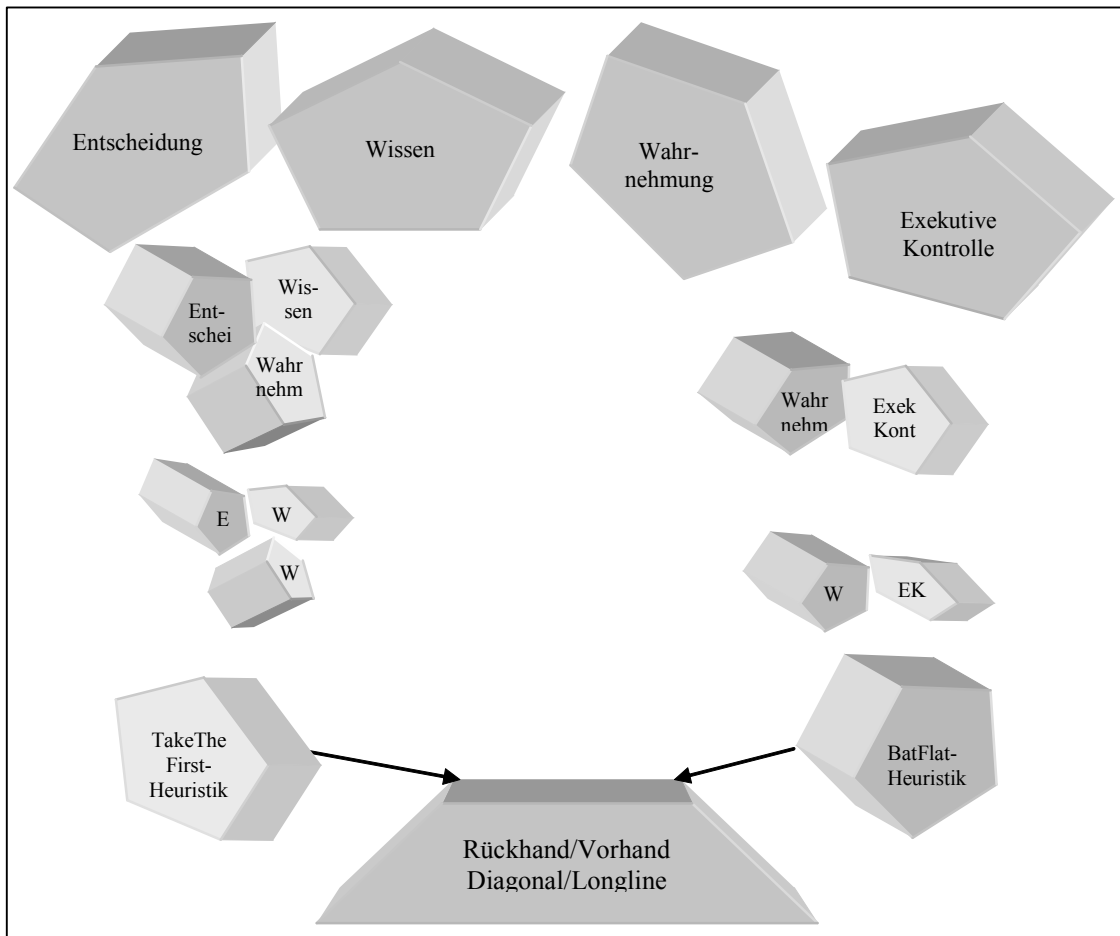 Entscheidung
Wissen
Wahr-
nehmung
Exekutive
Kontrolle
Ent-
schei
Wis-
sen
Wahr
nehm
Wahr
nehm
Exek
Kont
E
W
W
W
EK
TakeThe
First-
Heuristik
BatFlat-
Heuristik
Rückhand/Vorhand
Diagonal/Longline